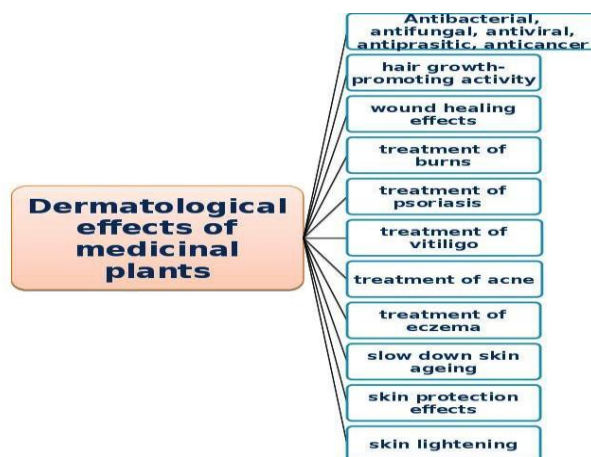 Dermatological
effects of
medicinal
plants
Antibacterial,
antifungal, antiviral,
antiprasitic, anticancer
hair growth-
promoting activity
wound healing
effects
treatment of
burns
treatment of
psoriasis
treatment of
vitiligo
treatment of acne
treatment of
eczema
slow down skin
ageing
skin protection
effects
skin lightening